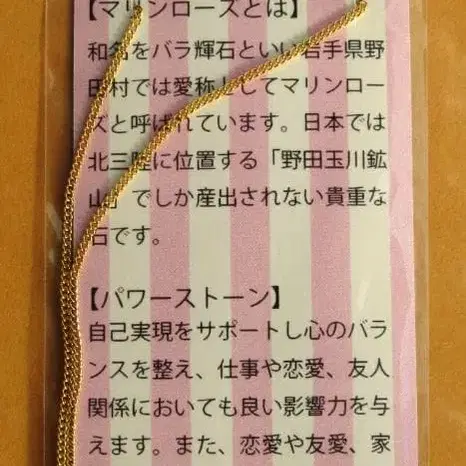 【マリンローズとは】
和名をバラ輝石といい岩手県野
田村では愛称としてマリンロー
ズと呼ばれています。日本では
北三陸に位置する「野田玉川鉱
山」でしか産出されない貴重な
石です。
【パワーストーン】
自己実現をサポートし心のバラ
ンスを整え、仕事や恋愛、友人
関係においても良い影響力を与
えます。また、恋愛や友愛、家